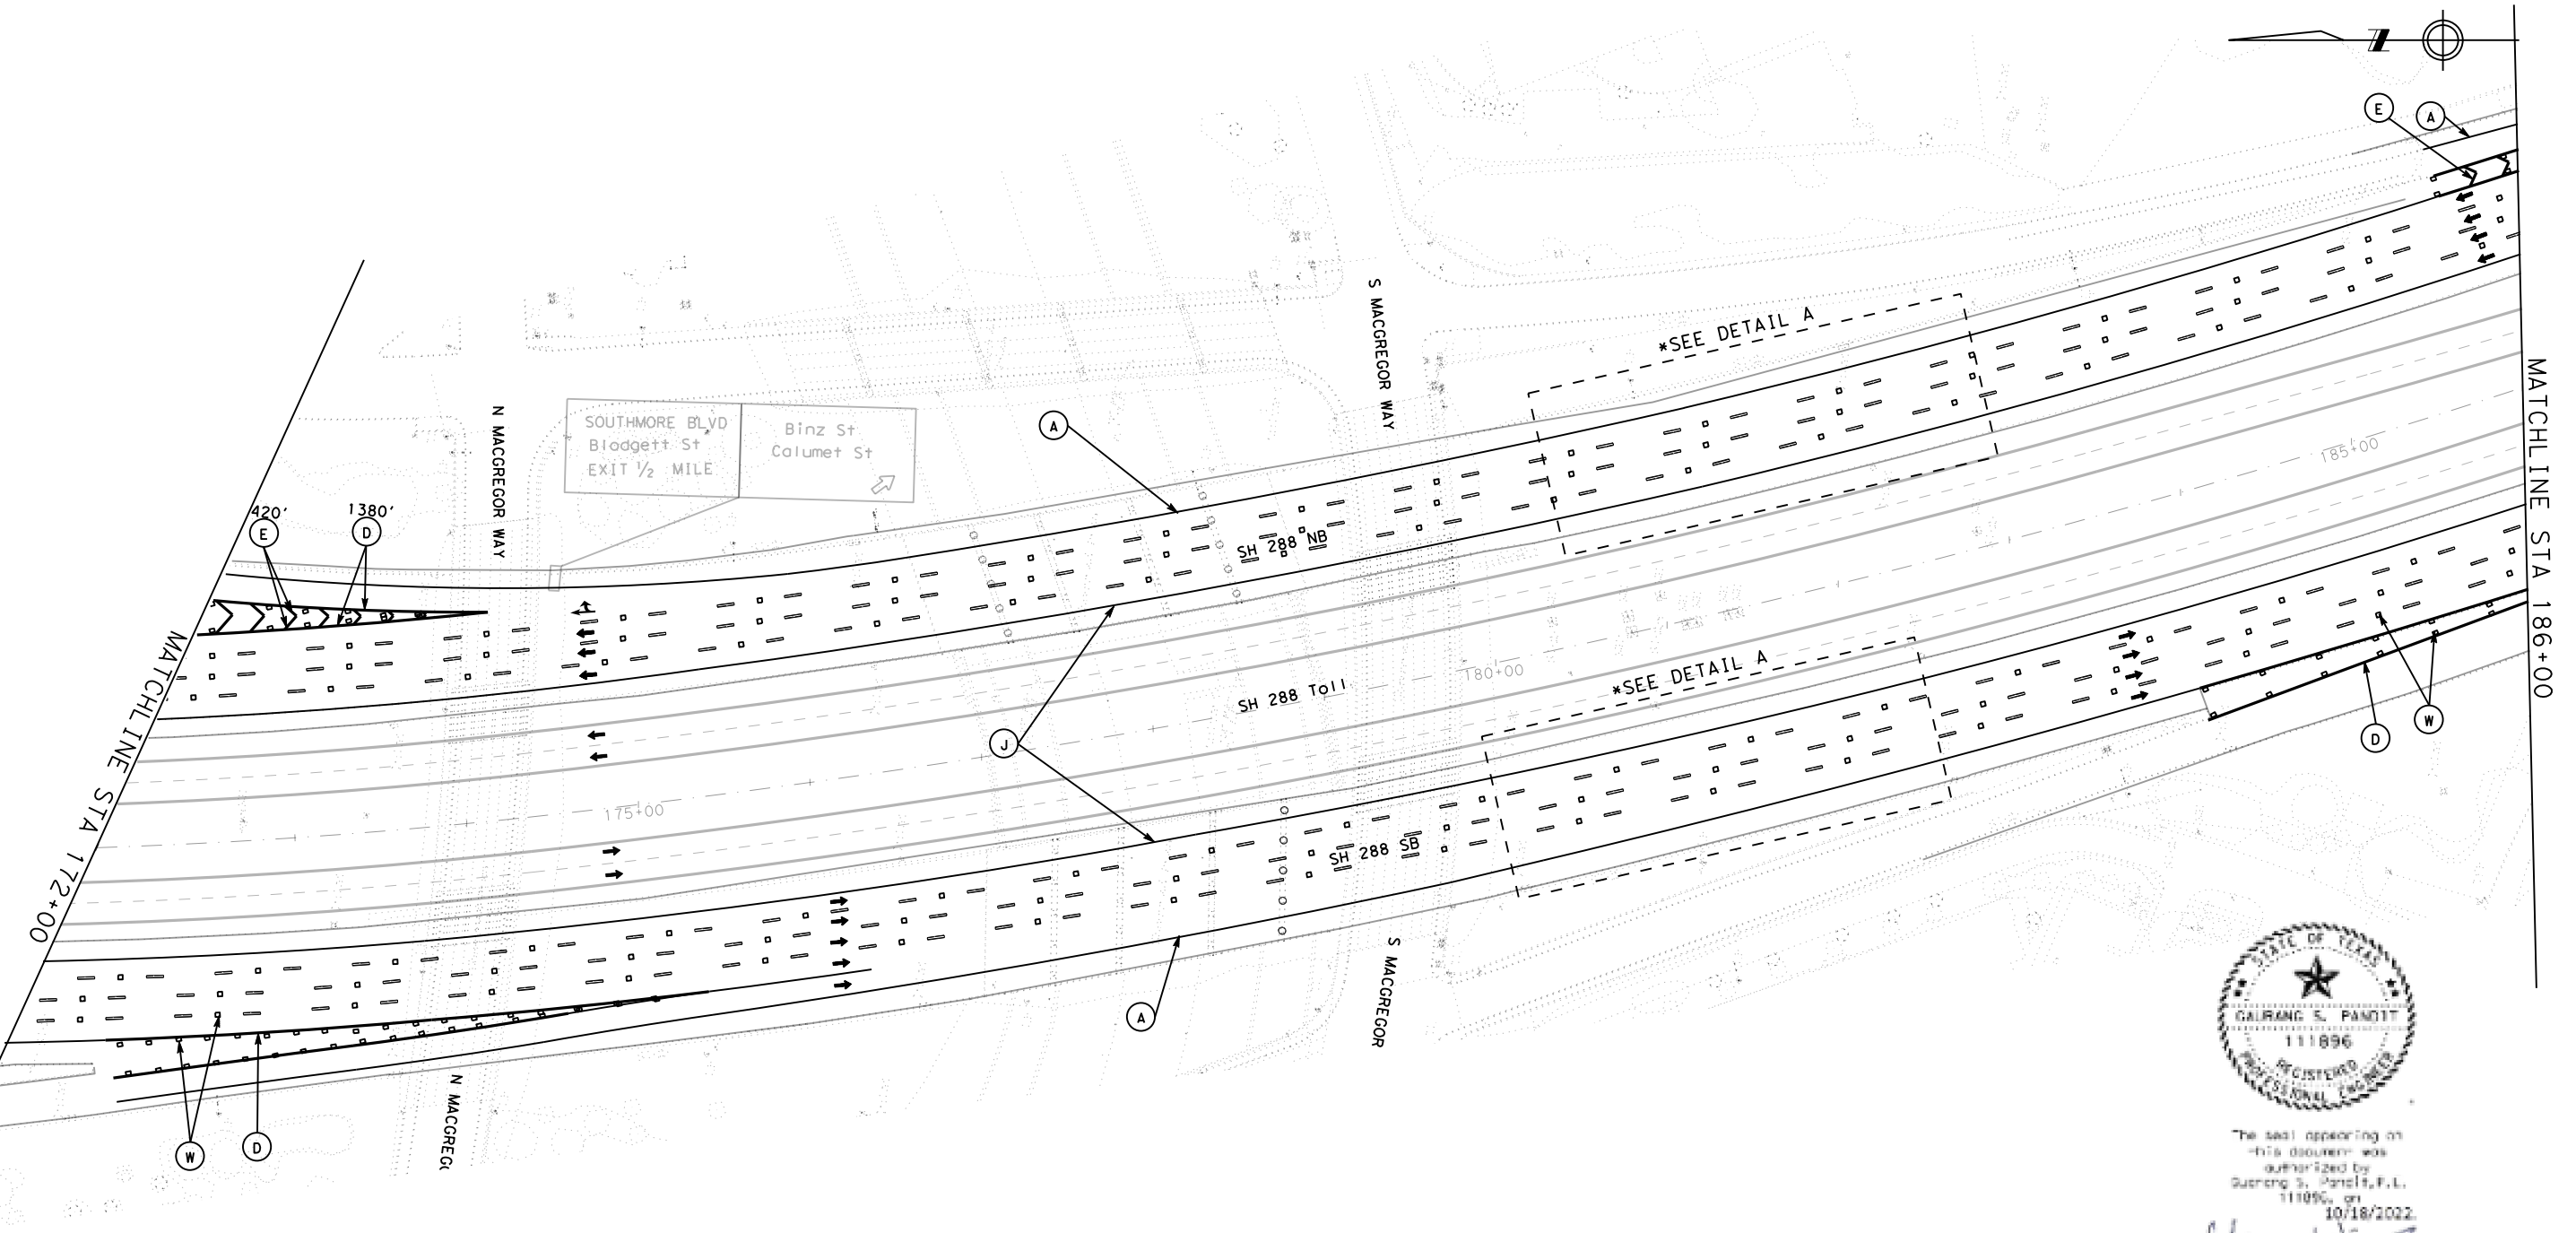 E
A
*SEE DETAIL A
S MACGREGOR WAY
N MACGREGOR WAY
SOUTHMORE BLVD
Blodgett St
EXIT 1/2 MILE
Binz St
Calumet St
A
185+00
MATCHLINE STA 186+00
420'
E
1380'
D
SH 288 NB
MATCHLINE STA 172+00
*SEE DETAIL A
180+00
SH 288 Toll
J
175+00
W
D
SH 288 SB
A
S MACGREGOR
N MACGREG
W
D
STATE OF TEXAS
GAURANG S. PANDIT
111896
REGISTERED
PROFESSIONAL ENGINEER
The seal appearing on
this document was
authorized by
Gaurang S. Pandit, P.E.
111896, on
10/18/2022